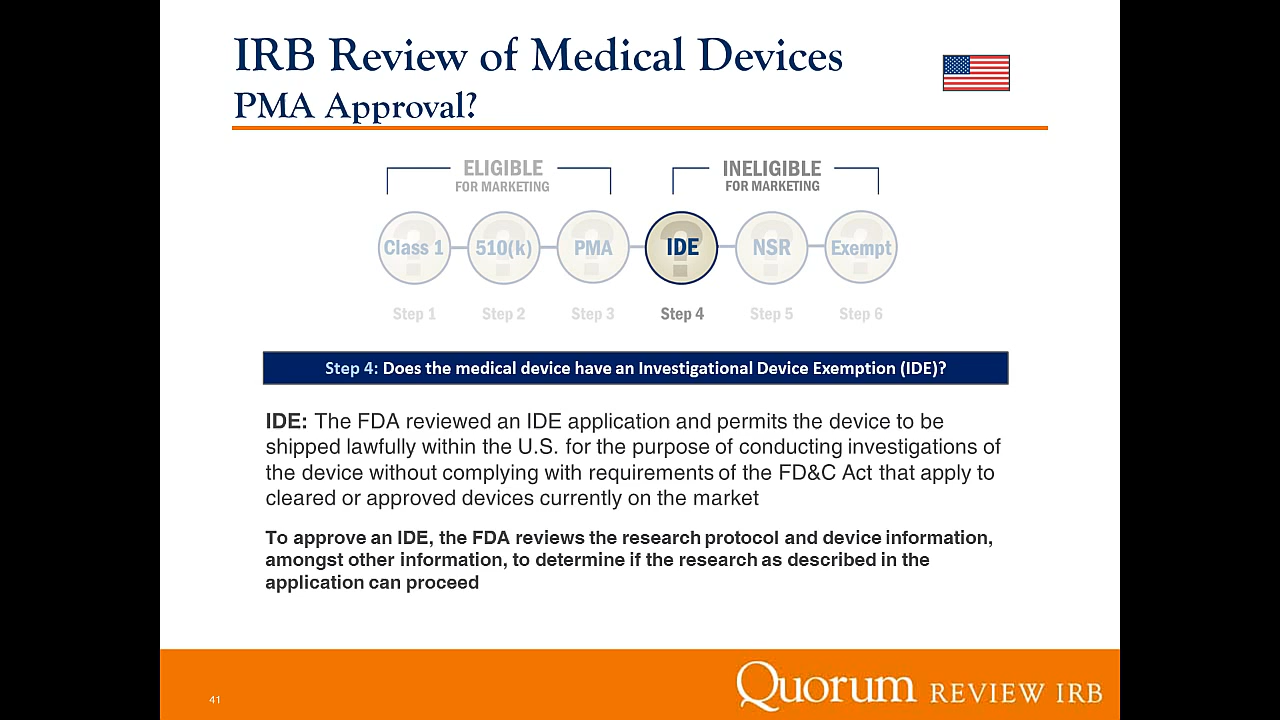 IRB Review of Medical Devices
PMA Approval?
ELIGIBLE
FOR MARKETING
INELIGIBLE
FOR MARKETING
Class 1
510(k)
PMA
IDE
NSR
Exempt
Step 1
Step 2
Step 3
Step 4
Step 5
Step 6
Step 4: Does the medical device have an Investigational Device Exemption (IDE)?
IDE: The FDA reviewed an IDE application and permits the device to be
shipped lawfully within the U.S. for the purpose of conducting investigations of
the device without complying with requirements of the FD&C Act that apply to
cleared or approved devices currently on the market
To approve an IDE, the FDA reviews the research protocol and device information,
amongst other information, to determine if the research as described in the
application can proceed
41
Quorum REVIEW IRB